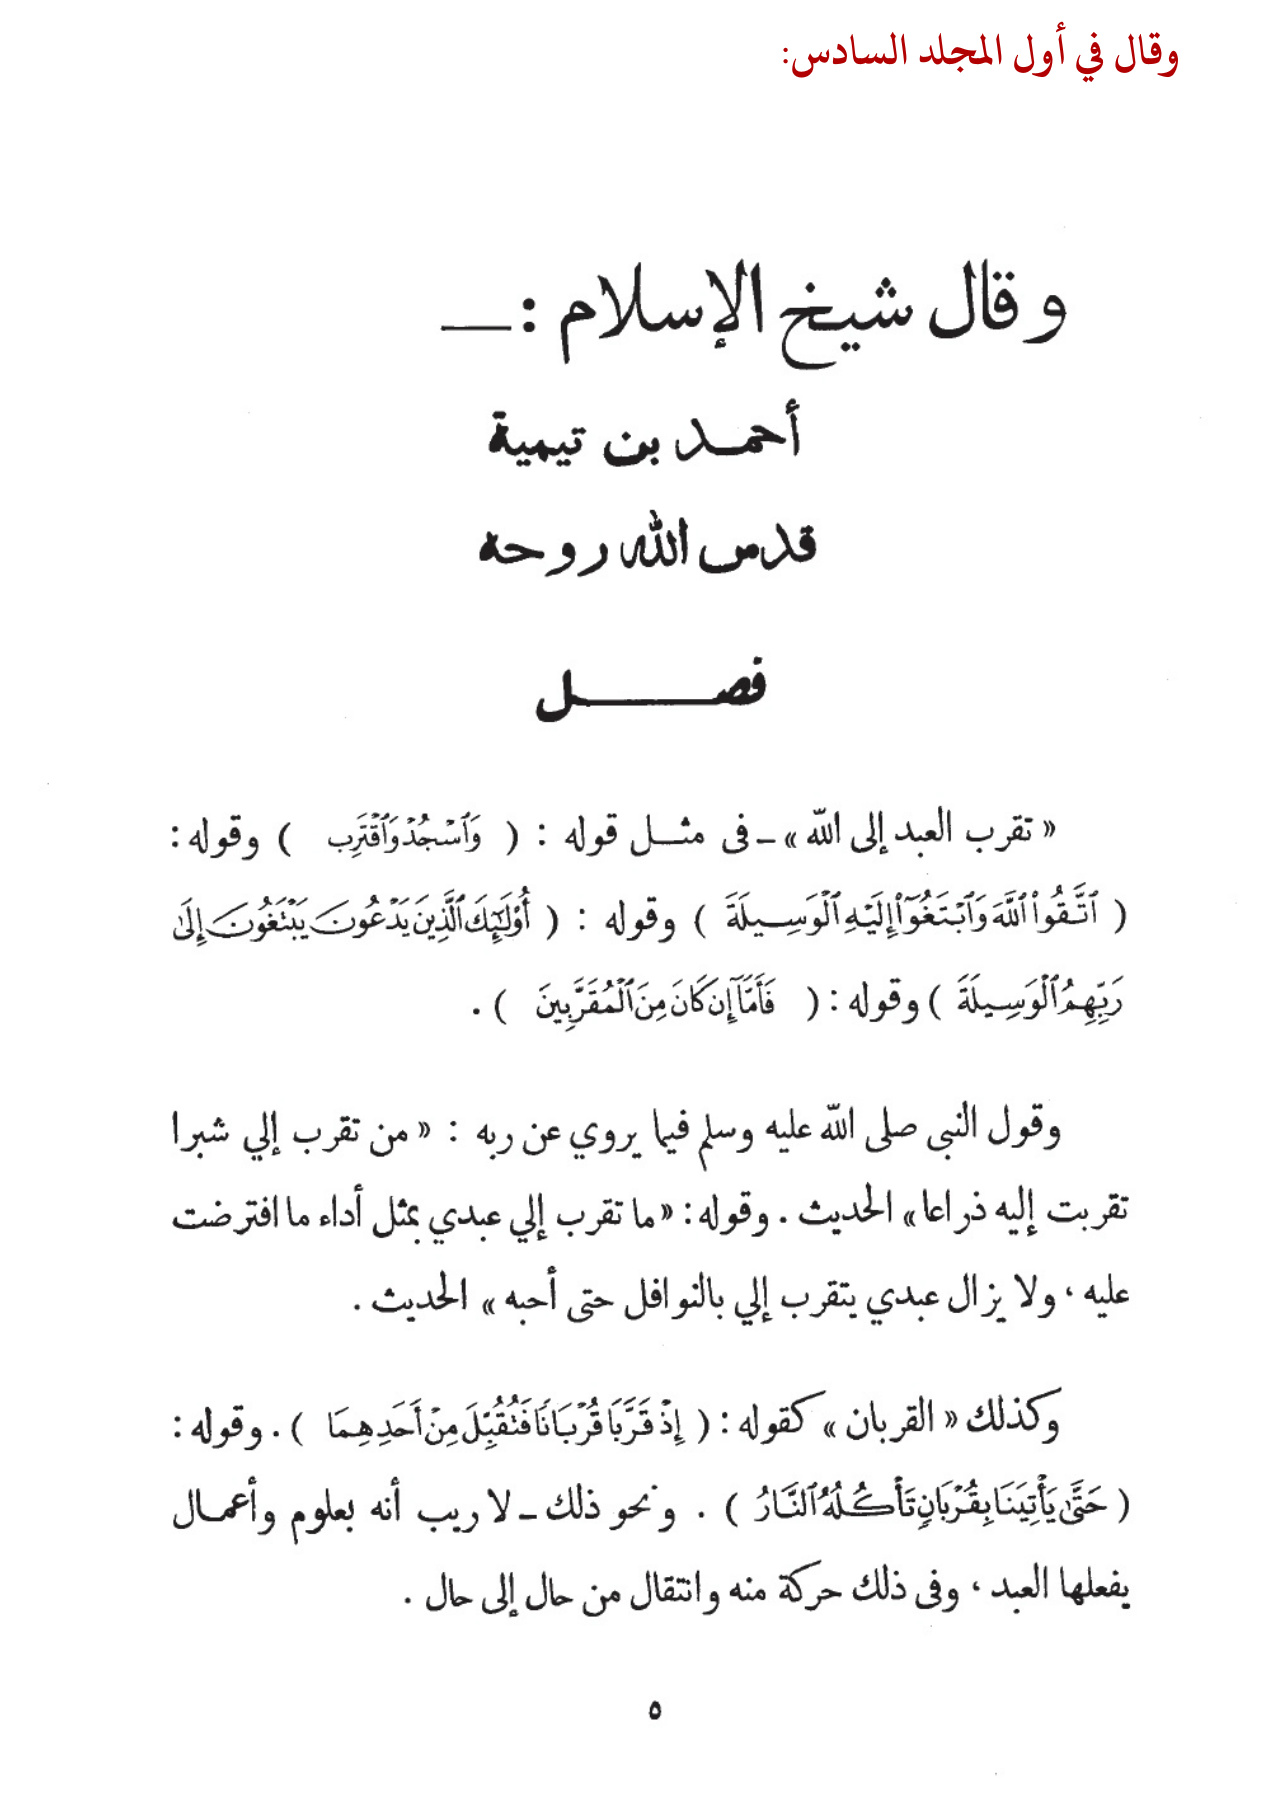 وقال في أول المجلد السادس:
وقال شيخ الإسلام : —
أحمد بن تيمية
قدس الله روحه
فصل
« تقرب العبد إلى الله » ـ فى مثل قوله : ( وَٱسْجُدْ وَٱقْتَرِب ) وقوله :
( ٱتَّقُوا۟ ٱللَّهَ وَٱبْتَغُوٓا۟ إِلَيْهِ ٱلْوَسِيلَةَ ) وقوله : ( أُو۟لَٰٓئِكَ ٱلَّذِينَ يَدْعُونَ يَبْتَغُونَ إِلَىٰ
رَبِّهِمُ ٱلْوَسِيلَةَ ) وقوله : ( فَأَمَّآ إِن كَانَ مِنَ ٱلْمُقَرَّبِينَ ) .
وقول النبى صلى الله عليه وسلم فيما يروي عن ربه : « من تقرب إلي شبرا
تقربت إليه ذراعا » الحديث . وقوله : « ما تقرب إلي عبدي بمثل أداء ما افترضت
عليه ، ولا يزال عبدي يتقرب إلي بالنوافل حتى أحبه » الحديث .
وكذلك « القربان » كقوله : ( إِذْ قَرَّبَا قُرْبَانًا فَتُقُبِّلَ مِنْ أَحَدِهِمَا ) . وقوله :
( حَتَّىٰ يَأْتِيَنَا بِقُرْبَانٍ تَأْكُلُهُ ٱلنَّارُ ) . ونحو ذلك ـ لا ريب أنه بعلوم وأعمال
يفعلها العبد ، وفى ذلك حركة منه وانتقال من حال إلى حال .
٥